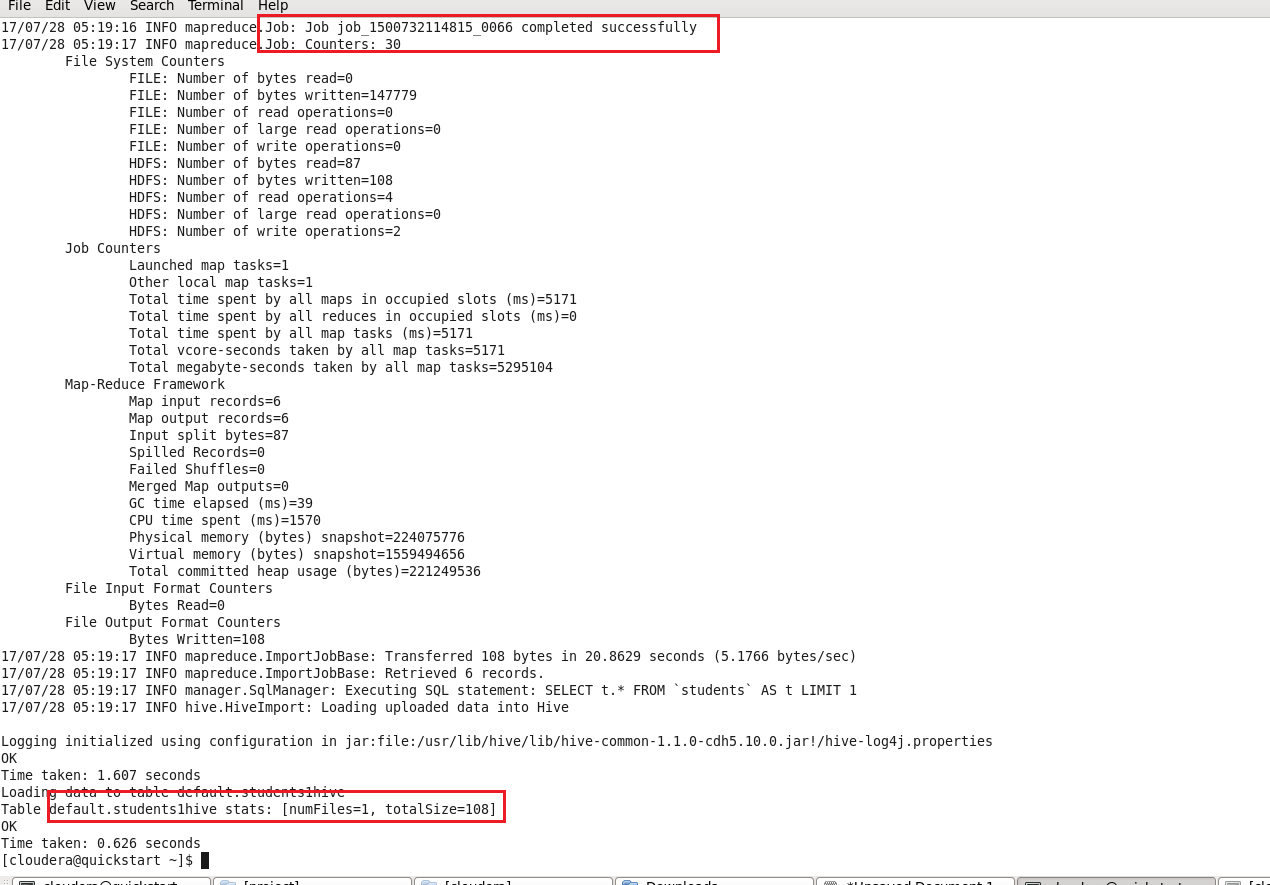 File Edit View Search Terminal Help
17/07/28 05:19:16 INFO mapreduce.Job: Job job_1500732114815_0066 completed successfully
17/07/28 05:19:17 INFO mapreduce.Job: Counters: 30
File System Counters
FILE: Number of bytes read=0
FILE: Number of bytes written=147779
FILE: Number of read operations=0
FILE: Number of large read operations=0
FILE: Number of write operations=0
HDFS: Number of bytes read=87
HDFS: Number of bytes written=108
HDFS: Number of read operations=4
HDFS: Number of large read operations=0
HDFS: Number of write operations=2
Job Counters
Launched map tasks=1
Other local map tasks=1
Total time spent by all maps in occupied slots (ms)=5171
Total time spent by all reduces in occupied slots (ms)=0
Total time spent by all map tasks (ms)=5171
Total vcore-seconds taken by all map tasks=5171
Total megabyte-seconds taken by all map tasks=5295104
Map-Reduce Framework
Map input records=6
Map output records=6
Input split bytes=87
Spilled Records=0
Failed Shuffles=0
Merged Map outputs=0
GC time elapsed (ms)=39
CPU time spent (ms)=1570
Physical memory (bytes) snapshot=224075776
Virtual memory (bytes) snapshot=1559494656
Total committed heap usage (bytes)=221249536
File Input Format Counters
Bytes Read=0
File Output Format Counters
Bytes Written=108
17/07/28 05:19:17 INFO mapreduce.ImportJobBase: Transferred 108 bytes in 20.8629 seconds (5.1766 bytes/sec)
17/07/28 05:19:17 INFO mapreduce.ImportJobBase: Retrieved 6 records.
17/07/28 05:19:17 INFO manager.SqlManager: Executing SQL statement: SELECT t.* FROM `students` AS t LIMIT 1
17/07/28 05:19:17 INFO hive.HiveImport: Loading uploaded data into Hive
Logging initialized using configuration in jar:file:/usr/lib/hive/lib/hive-common-1.1.0-cdh5.10.0.jar!/hive-log4j.properties
OK
Time taken: 1.607 seconds
Loading data to table default.students1hive
Table default.students1hive stats: [numFiles=1, totalSize=108]
OK
Time taken: 0.626 seconds
[cloudera@quickstart ~]$